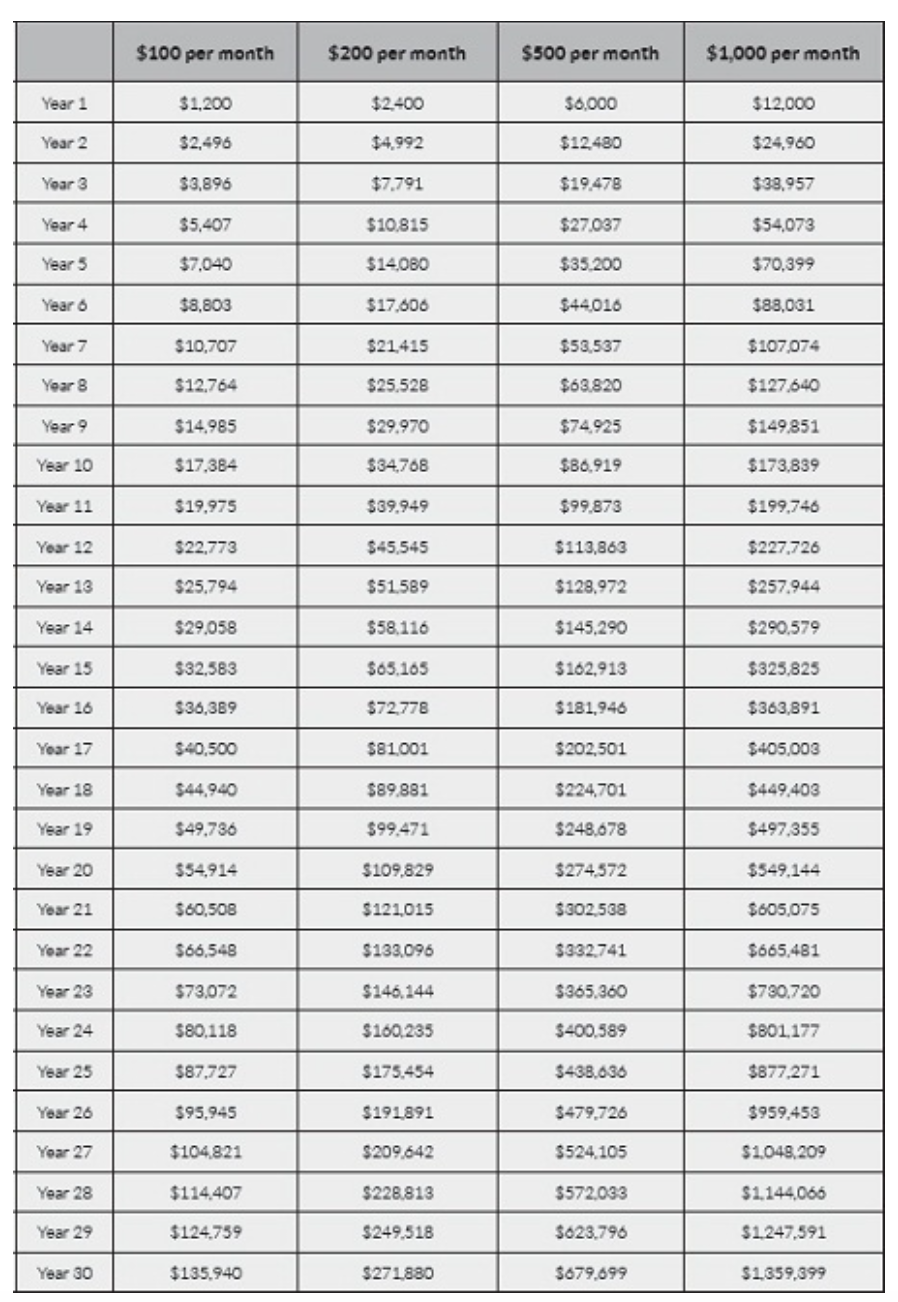 $100 per month $200 per month $500 per month $1,000 per month
Year 1 $1,200 $2,400 $6,000 $12,000
Year 2 $2,496 $4,992 $12,480 $24,960
Year 3 $3,896 $7,791 $19,478 $38,957
Year 4 $5,407 $10,815 $27,037 $54,073
Year 5 $7,040 $14,080 $35,200 $70,399
Year 6 $8,803 $17,606 $44,016 $88,031
Year 7 $10,707 $21,415 $53,537 $107,074
Year 8 $12,764 $25,528 $63,820 $127,640
Year 9 $14,985 $29,970 $74,925 $149,851
Year 10 $17,384 $34,768 $86,919 $173,839
Year 11 $19,975 $39,949 $99,873 $199,746
Year 12 $22,773 $45,545 $113,863 $227,726
Year 13 $25,794 $51,589 $128,972 $257,944
Year 14 $29,058 $58,116 $145,290 $290,579
Year 15 $32,583 $65,165 $162,913 $325,825
Year 16 $36,389 $72,778 $181,946 $363,891
Year 17 $40,500 $81,001 $202,501 $405,003
Year 18 $44,940 $89,881 $224,701 $449,403
Year 19 $49,736 $99,471 $248,678 $497,355
Year 20 $54,914 $109,829 $274,572 $549,144
Year 21 $60,508 $121,015 $302,538 $605,075
Year 22 $66,548 $133,096 $332,741 $665,481
Year 23 $73,072 $146,144 $365,360 $730,720
Year 24 $80,118 $160,235 $400,589 $801,177
Year 25 $87,727 $175,454 $438,636 $877,271
Year 26 $95,945 $191,891 $479,726 $959,453
Year 27 $104,821 $209,642 $524,105 $1,048,209
Year 28 $114,407 $228,813 $572,033 $1,144,066
Year 29 $124,759 $249,518 $623,796 $1,247,591
Year 30 $135,940 $271,880 $679,699 $1,359,399